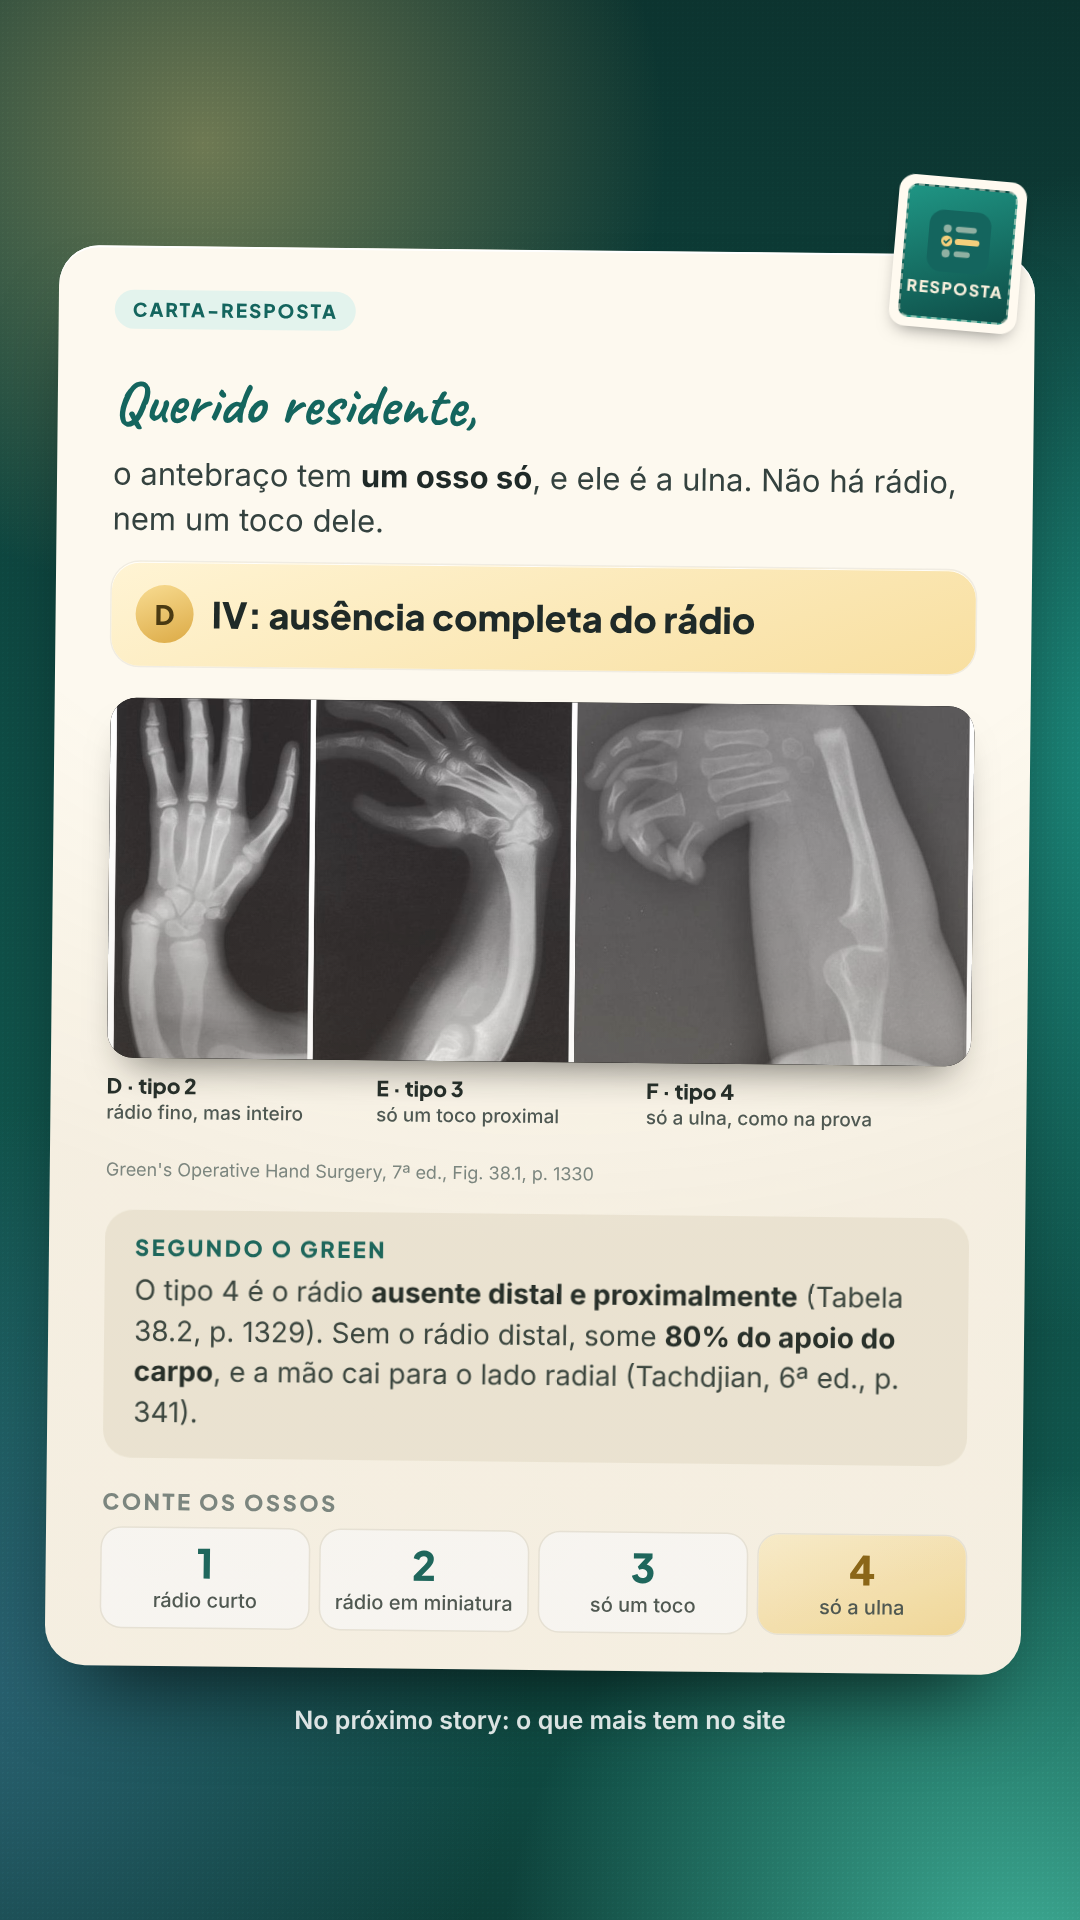 RESPOSTA
CARTA-RESPOSTA
Querido residente,
o antebraço tem um osso só, e ele é a ulna. Não há rádio,
nem um toco dele.
D IV: ausência completa do rádio
D · tipo 2
rádio fino, mas inteiro
E · tipo 3
só um toco proximal
F · tipo 4
só a ulna, como na prova
Green's Operative Hand Surgery, 7ª ed., Fig. 38.1, p. 1330
SEGUNDO O GREEN
O tipo 4 é o rádio ausente distal e proximalmente (Tabela
38.2, p. 1329). Sem o rádio distal, some 80% do apoio do
carpo, e a mão cai para o lado radial (Tachdjian, 6ª ed., p.
341).
CONTE OS OSSOS
1
rádio curto
2
rádio em miniatura
3
só um toco
4
só a ulna
No próximo story: o que mais tem no site